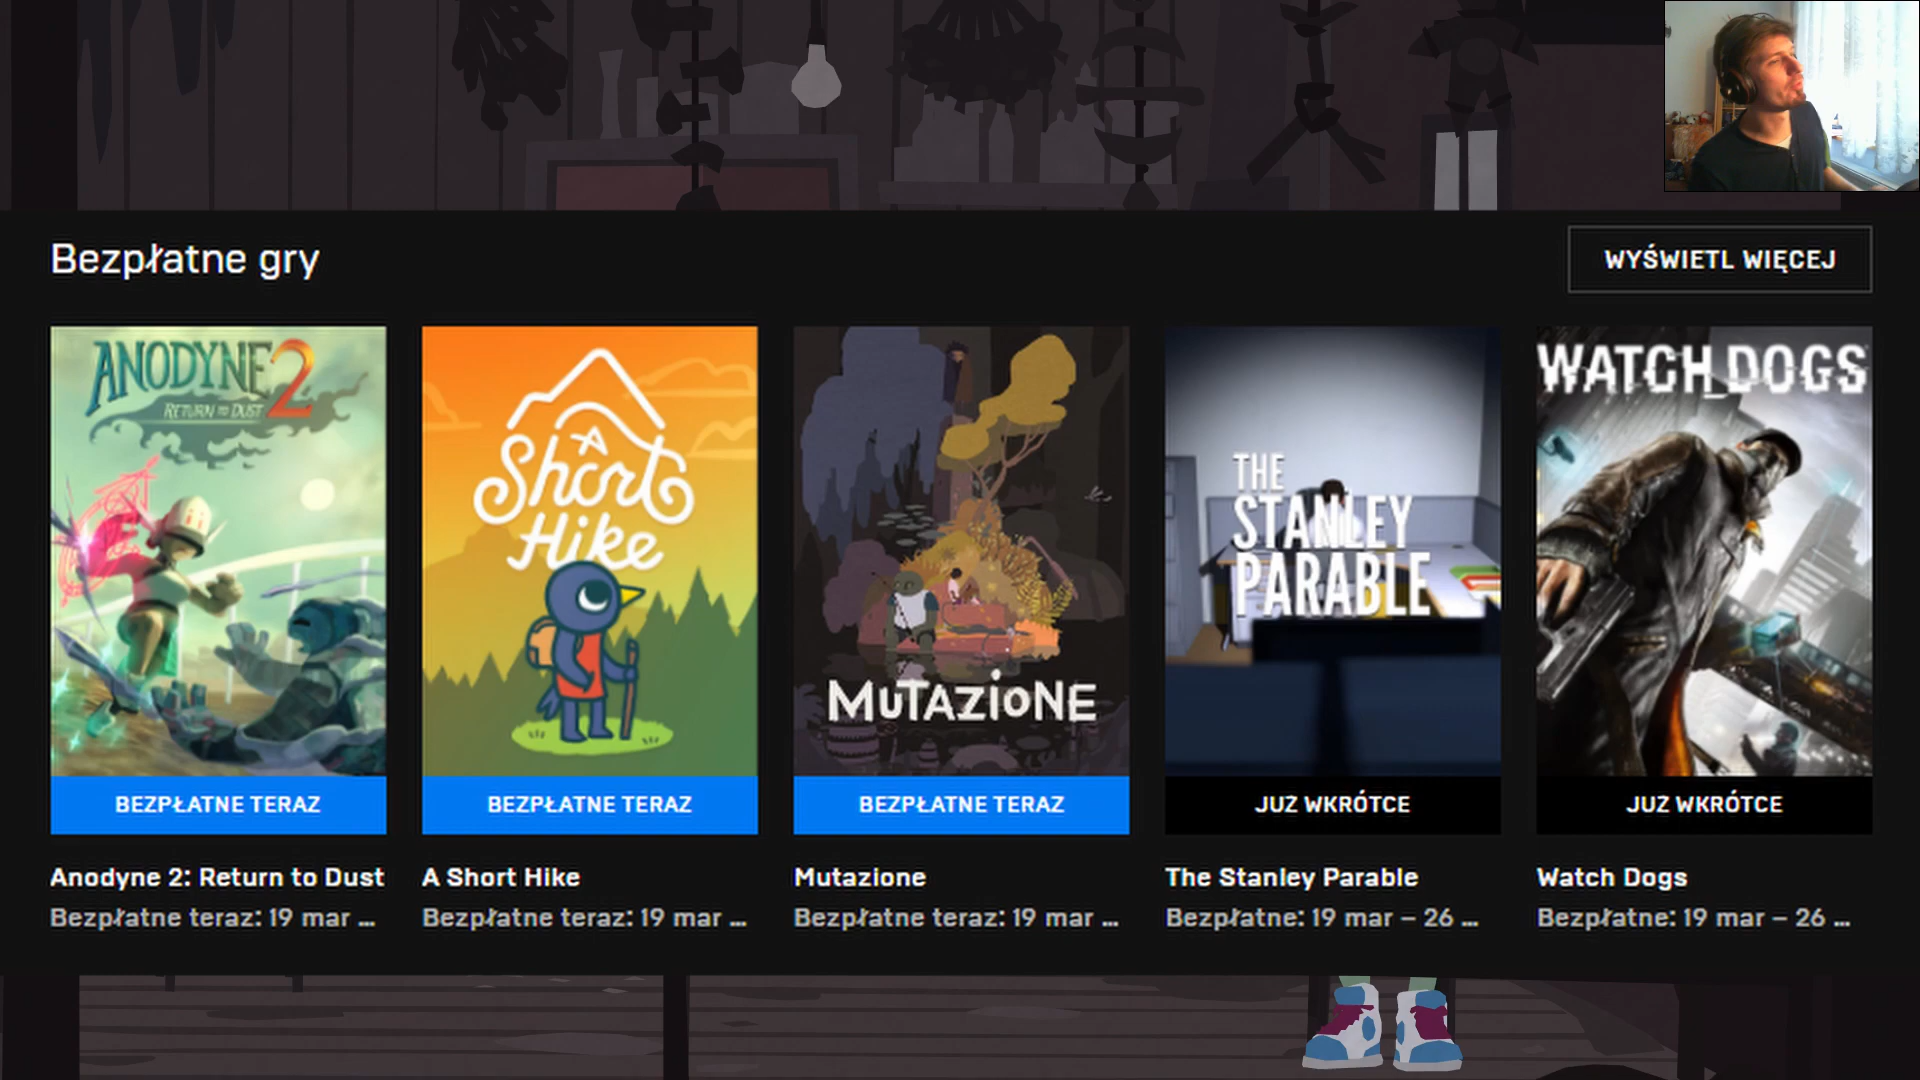 Bezpłatne gry
WYŚWIETL WIĘCEJ
ANODYNE 2
RETURN TO DUST
A
Short
Hike
MUTAZIONE
THE
STANLEY
PARABLE
WATCH_DOGS
BEZPŁATNE TERAZ
BEZPŁATNE TERAZ
BEZPŁATNE TERAZ
JUŻ WKRÓTCE
JUŻ WKRÓTCE
Anodyne 2: Return to Dust
A Short Hike
Mutazione
The Stanley Parable
Watch Dogs
Bezpłatne teraz: 19 mar ...
Bezpłatne teraz: 19 mar ...
Bezpłatne teraz: 19 mar ...
Bezpłatne: 19 mar – 26 ...
Bezpłatne: 19 mar – 26 ...